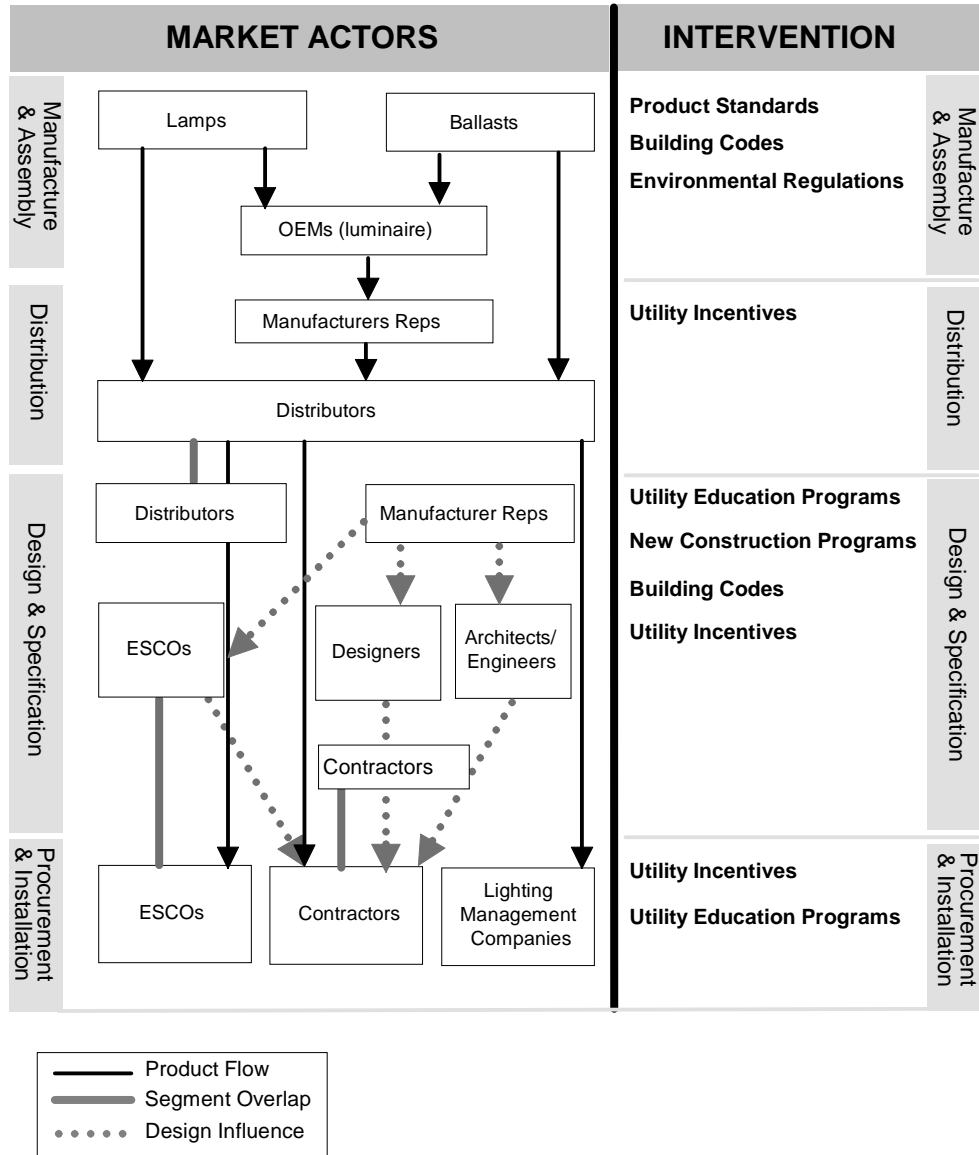 MARKET ACTORS
INTERVENTION
Manufacture
& Assembly
Lamps
Ballasts
OEMs (luminaire)
Product Standards
Building Codes
Environmental Regulations
Manufacture
& Assembly
Distribution
Manufacturers Reps
Distributors
Utility Incentives
Distribution
Design & Specification
Distributors
Manufacturer Reps
ESCOs
Designers
Architects/
Engineers
Contractors
Utility Education Programs
New Construction Programs
Building Codes
Utility Incentives
Design & Specification
Procurement
& Installation
ESCOs
Contractors
Lighting
Management
Companies
Utility Incentives
Utility Education Programs
Procurement
& Installation
Product Flow
Segment Overlap
Design Influence